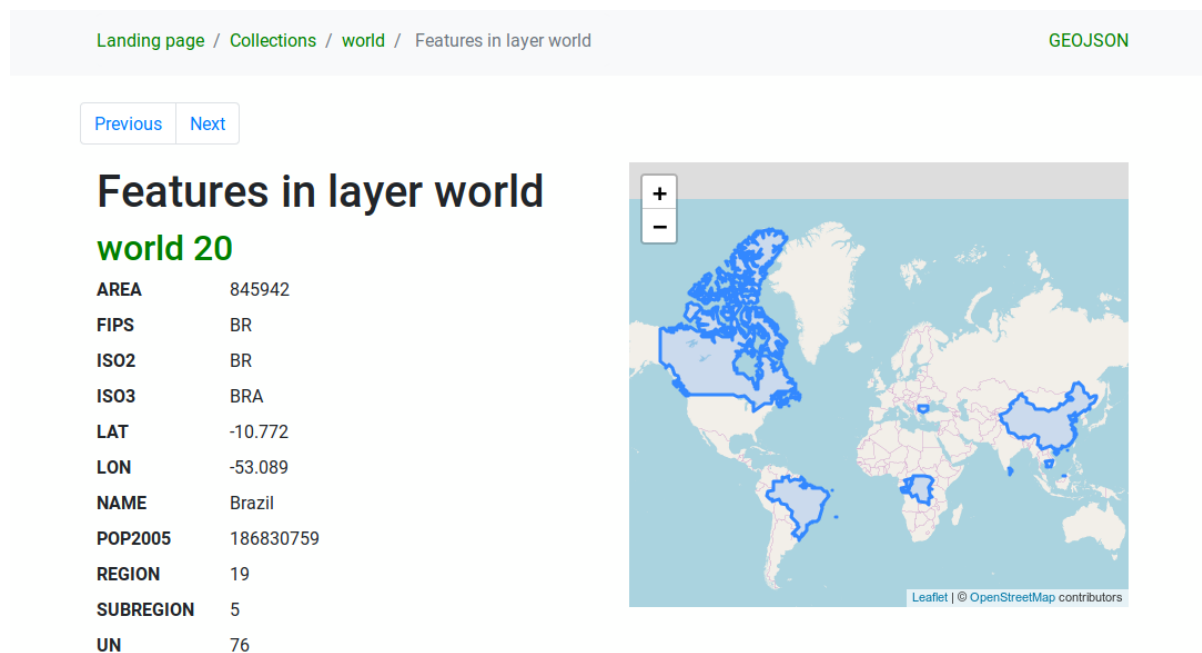 Landing page / Collections / world / Features in layer world GEOJSON
Previous Next
Features in layer world
world 20
AREA 845942
FIPS BR
ISO2 BR
ISO3 BRA
LAT -10.772
LON -53.089
NAME Brazil
POP2005 186830759
REGION 19
SUBREGION 5
UN 76
+
−
Leaflet | © OpenStreetMap contributors